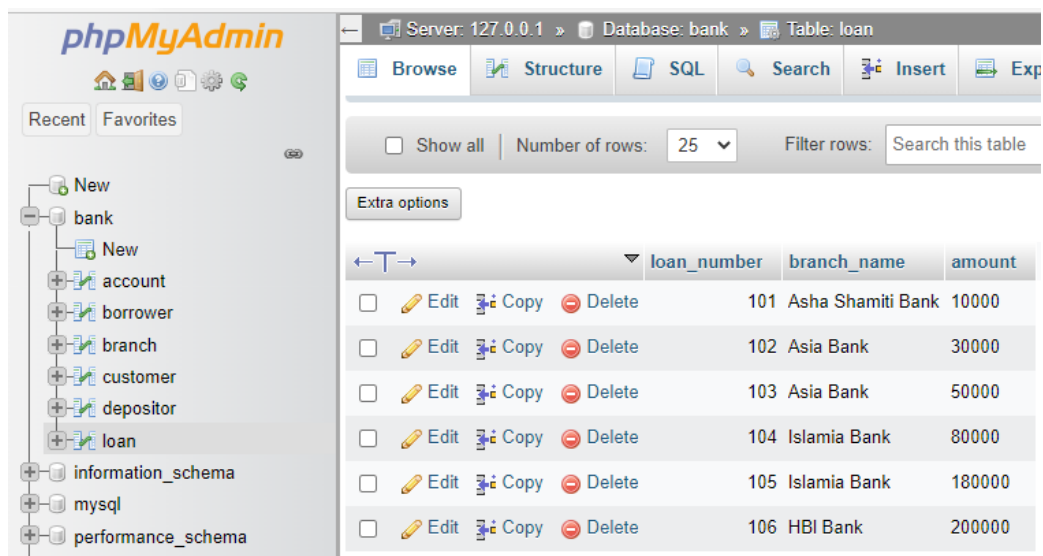 phpMyAdmin
Recent Favorites
New
bank
New
account
borrower
branch
customer
depositor
loan
information_schema
mysql
performance_schema
Server: 127.0.0.1 » Database: bank » Table: loan
Browse Structure SQL Search Insert Exp
Show all Number of rows: 25 Filter rows: Search this table
Extra options
←T→ loan_number branch_name amount
Edit Copy Delete 101 Asha Shamiti Bank 10000
Edit Copy Delete 102 Asia Bank 30000
Edit Copy Delete 103 Asia Bank 50000
Edit Copy Delete 104 Islamia Bank 80000
Edit Copy Delete 105 Islamia Bank 180000
Edit Copy Delete 106 HBI Bank 200000